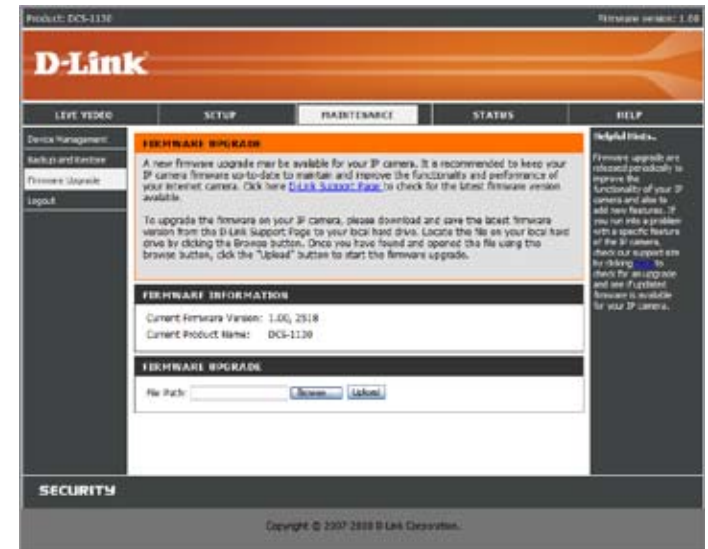 Product: DCS-1130
Firmware version: 1.00
D-Link
LIVE VIDEO
SETUP
MAINTENANCE
STATUS
HELP
Device Management
Backup and Restore
Firmware Upgrade
Logout
FIRMWARE UPGRADE
A new firmware upgrade may be available for your IP camera. It is recommended to keep your
IP camera firmware up-to-date to maintain and improve the functionality and performance of
your internet camera. Click here D-Link Support Page to check for the latest firmware version
available.
To upgrade the firmware on your IP camera, please download and save the latest firmware
version from the D-Link Support Page to your local hard drive. Locate the file on your local hard
drive by clicking the Browse button. Once you have found and opened the file using the
browse button, click the "Upload" button to start the firmware upgrade.
FIRMWARE INFORMATION
Current Firmware Version: 1.00, 2518
Current Product Name: DCS-1130
FIRMWARE UPGRADE
File Path:
Browse...
Upload
Helpful Hints..
Firmware upgrade are
released periodically to
improve the
functionality of your IP
camera and also to
add new features. If
you run into a problem
with a specific feature
of the IP camera,
check our support site
by clicking here to
check for an upgrade
and see if updated
firmware is available
for your IP camera.
SECURITY
Copyright © 2007-2010 D-Link Corporation.